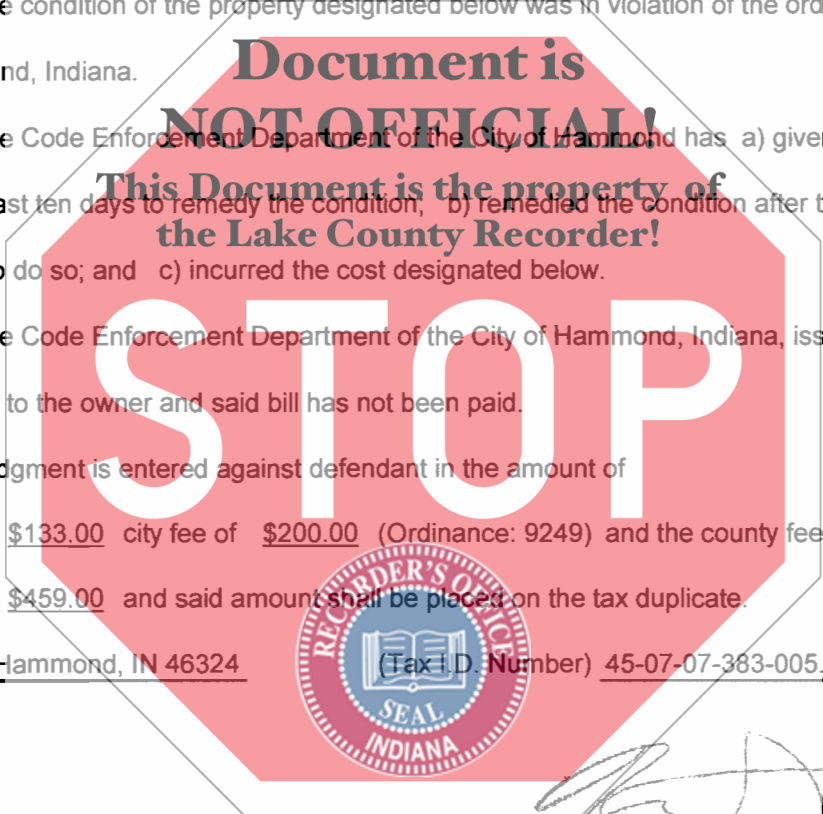 e condition of the property designated below was in violation of the ord
nd, Indiana.
Document is
NOT OFFICIAL!
e Code Enforcement Department of the City of Hammond has a) give
This Document is the property of
ast ten days to remedy the condition; b) remedied the condition after t
the Lake County Recorder!
o do so; and c) incurred the cost designated below.
STOP
e Code Enforcement Department of the City of Hammond, Indiana, iss
to the owner and said bill has not been paid.
dgment is entered against defendant in the amount of
$133.00 city fee of $200.00 (Ordinance: 9249) and the county fee
$459.00 and said amount shall be placed on the tax duplicate.
Hammond, IN 46324 (Tax I.D. Number) 45-07-07-383-005.
RECORDER'S OFFICE
SEAL
INDIANA